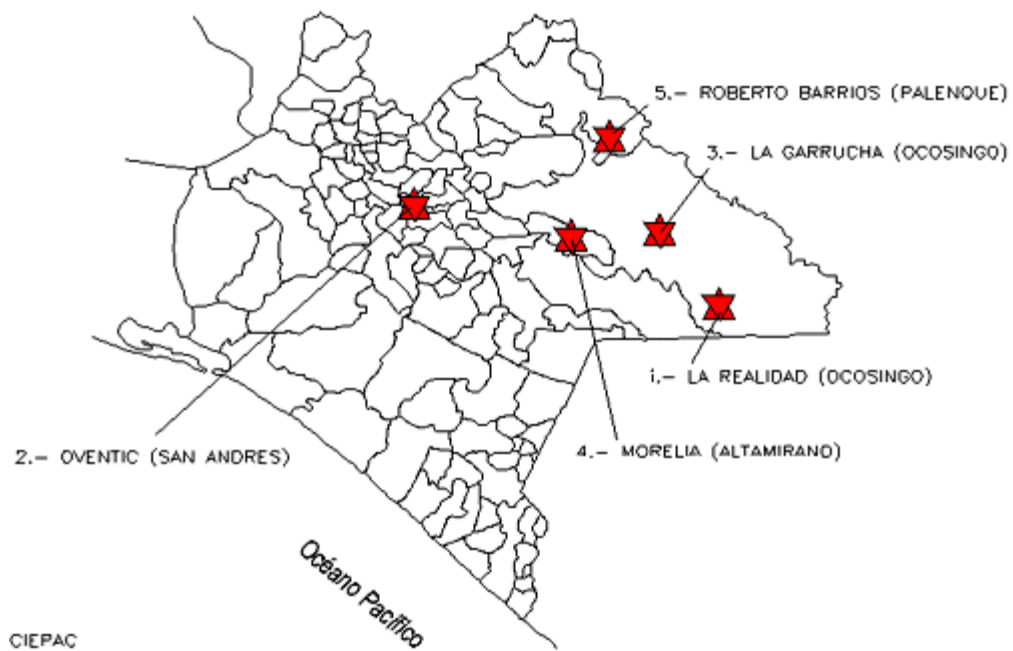 5.- ROBERTO BARRIOS (PALENQUE)
3.- LA GARRUCHA (OCOSINGO)
1.- LA REALIDAD (OCOSINGO)
2.- OVENTIC (SAN ANDRES)
4.- MORELIA (ALTAMIRANO)
Océano Pacífico
CIEPAC